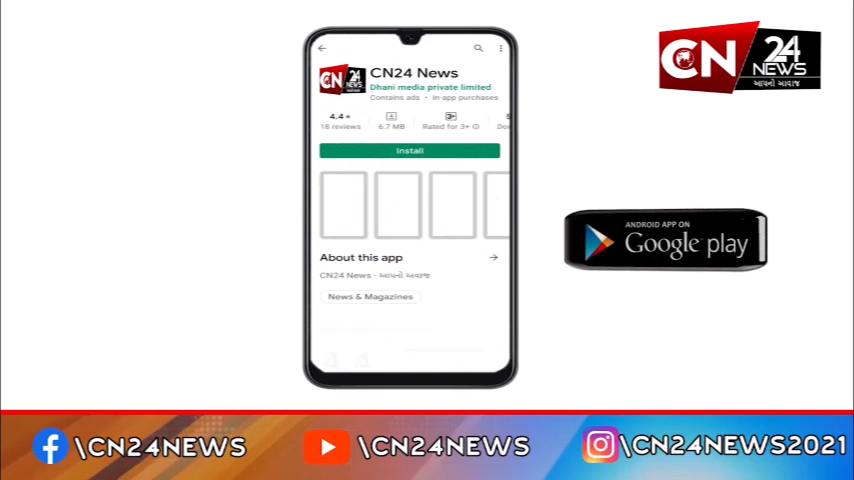 CN24 News
Dhani media private limited
Contains ads • In-app purchases
4.4★
18 reviews
6.7 MB
3+
Rated for 3+
Install
About this app
CN24 News - આપનો અવાજ
News & Magazines
CN 24 NEWS
આપનો અવાજ
ANDROID APP ON
Google play
\CN24NEWS
\CN24NEWS
\CN24NEWS2021